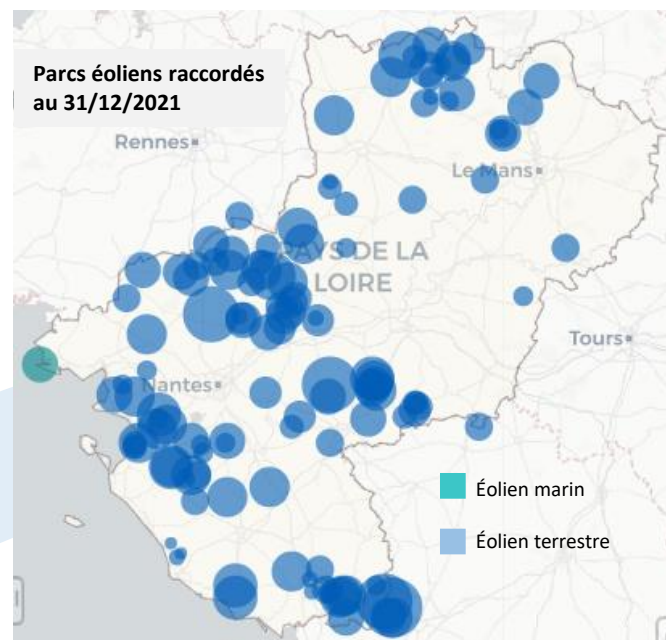 Parcs éoliens raccordés
au 31/12/2021
Rennes
Le Mans
PAYS DE LA
LOIRE
Tours
Nantes
Éolien marin
Éolien terrestre